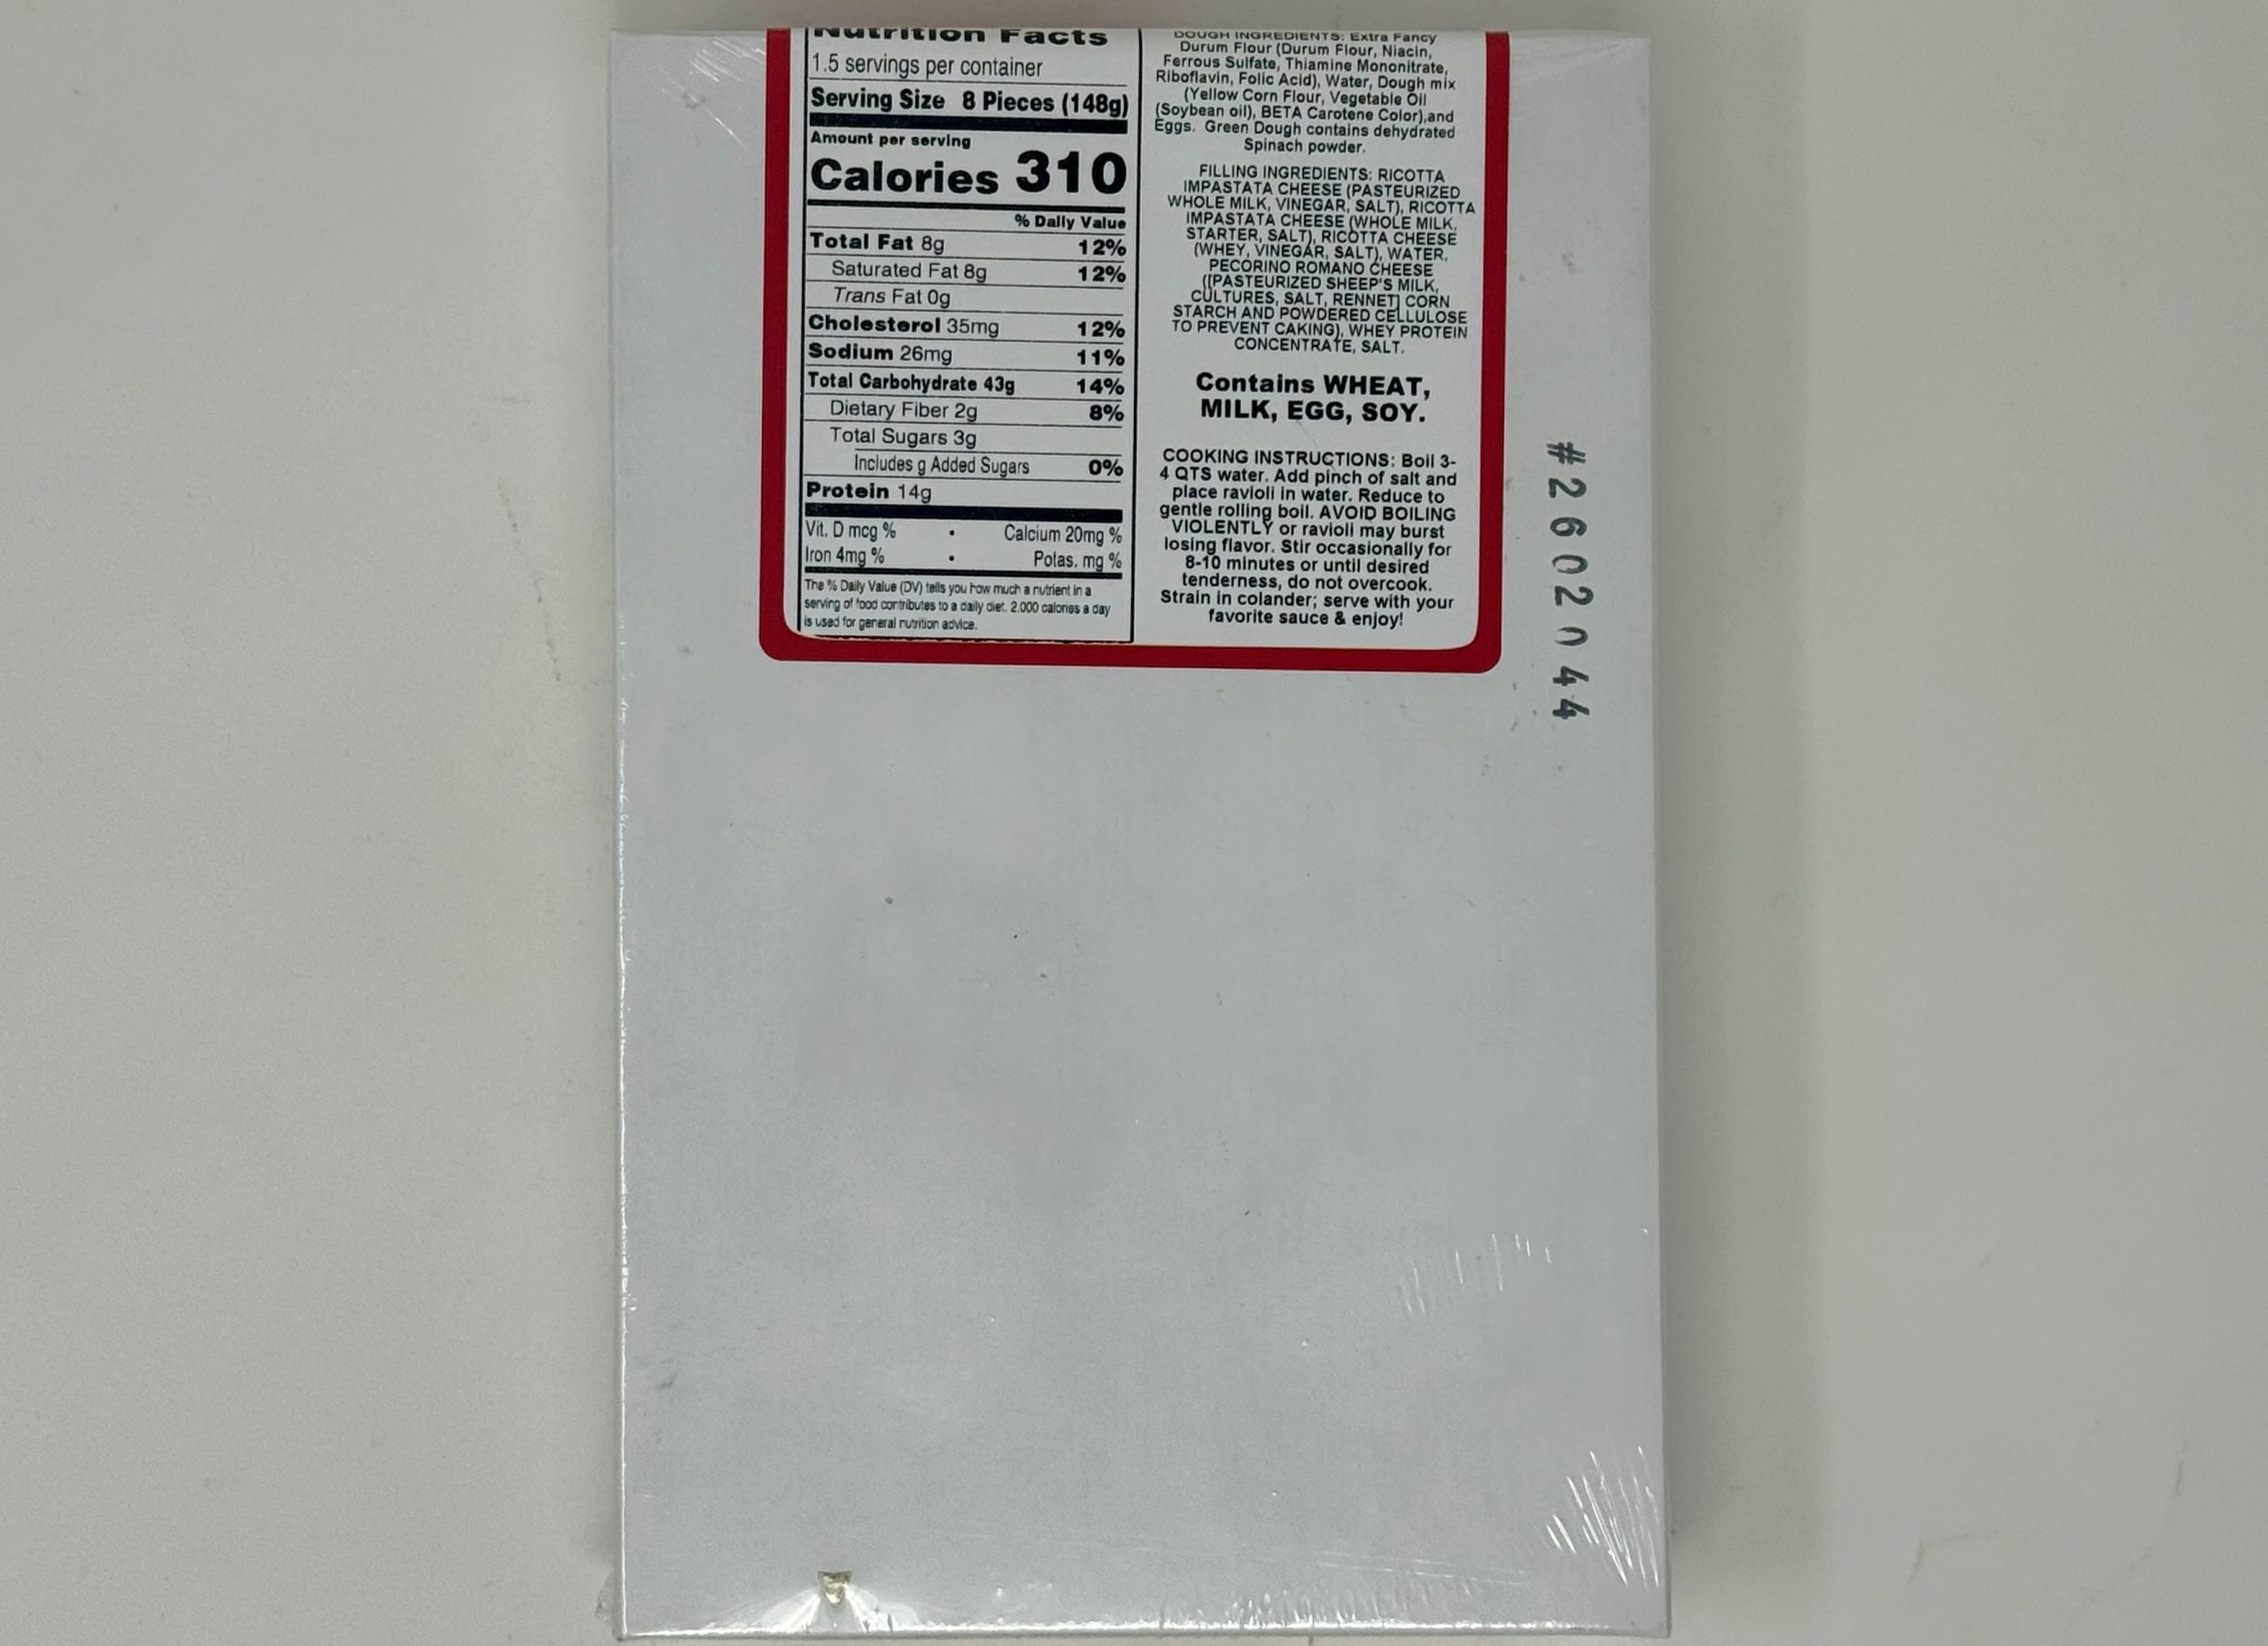 Nutrition Facts
1.5 servings per container
Serving Size 8 Pieces (148g)
Amount per serving
Calories 310
% Daily Value
Total Fat 8g 12%
Saturated Fat 8g 12%
Trans Fat 0g
Cholesterol 35mg 12%
Sodium 26mg 11%
Total Carbohydrate 43g 14%
Dietary Fiber 2g 8%
Total Sugars 3g
Includes g Added Sugars 0%
Protein 14g
Vit. D mcg % • Calcium 20mg %
Iron 4mg % • Potas. mg %
The % Daily Value (DV) tells you how much a nutrient in a
serving of food contributes to a daily diet. 2,000 calories a day
is used for general nutrition advice.
DOUGH INGREDIENTS: Extra Fancy
Durum Flour (Durum Flour, Niacin,
Ferrous Sulfate, Thiamine Mononitrate,
Riboflavin, Folic Acid), Water, Dough mix
(Yellow Corn Flour, Vegetable Oil
(Soybean oil), BETA Carotene Color),and
Eggs. Green Dough contains dehydrated
Spinach powder.
FILLING INGREDIENTS: RICOTTA
IMPASTATA CHEESE (PASTEURIZED
WHOLE MILK, VINEGAR, SALT), RICOTTA
IMPASTATA CHEESE (WHOLE MILK,
STARTER, SALT), RICOTTA CHEESE
(WHEY, VINEGAR, SALT), WATER,
PECORINO ROMANO CHEESE
([PASTEURIZED SHEEP'S MILK,
CULTURES, SALT, RENNET] CORN
STARCH AND POWDERED CELLULOSE
TO PREVENT CAKING), WHEY PROTEIN
CONCENTRATE, SALT.
Contains WHEAT,
MILK, EGG, SOY.
COOKING INSTRUCTIONS: Boil 3-
4 QTS water. Add pinch of salt and
place ravioli in water. Reduce to
gentle rolling boil. AVOID BOILING
VIOLENTLY or ravioli may burst
losing flavor. Stir occasionally for
8-10 minutes or until desired
tenderness, do not overcook.
Strain in colander; serve with your
favorite sauce & enjoy!
#2602044